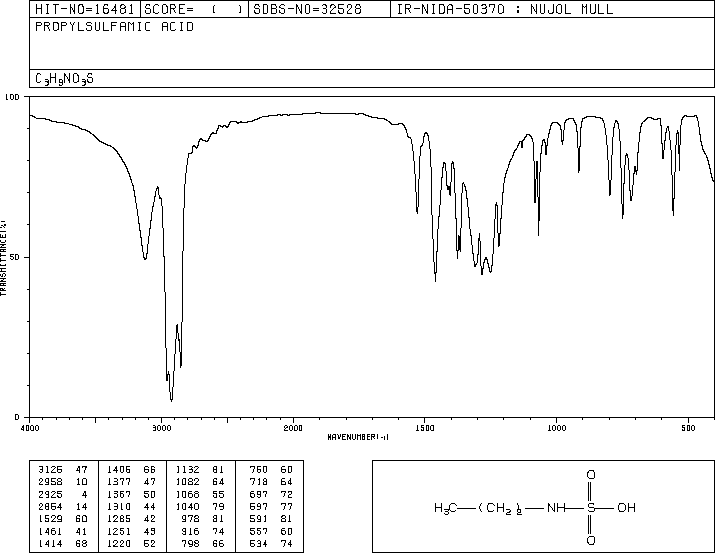 HIT-NO=16481 SCORE= ( ) SDBS-NO=32528 IR-NIDA-50370 : NUJOL MULL
PROPYLSULFAMIC ACID
C3H9NO3S
100
50
0
TRANSMITTANCE(%)
4000 3000 2000 1500 1000 500
WAVENUMBER(-1)
3125 47 1406 66 1132 81 750 60
2958 10 1377 47 1082 64 718 64
2925 4 1367 50 1068 55 697 72
2854 14 1310 44 1040 79 597 77
1529 60 1285 42 978 81 591 81
1461 41 1251 43 916 74 557 60
1414 68 1220 52 798 66 534 74
H3C—(CH2)2—NH—S—OH
O
O